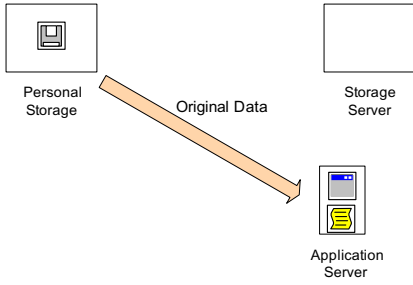 Personal
Storage
Storage
Server
Original Data
Application
Server